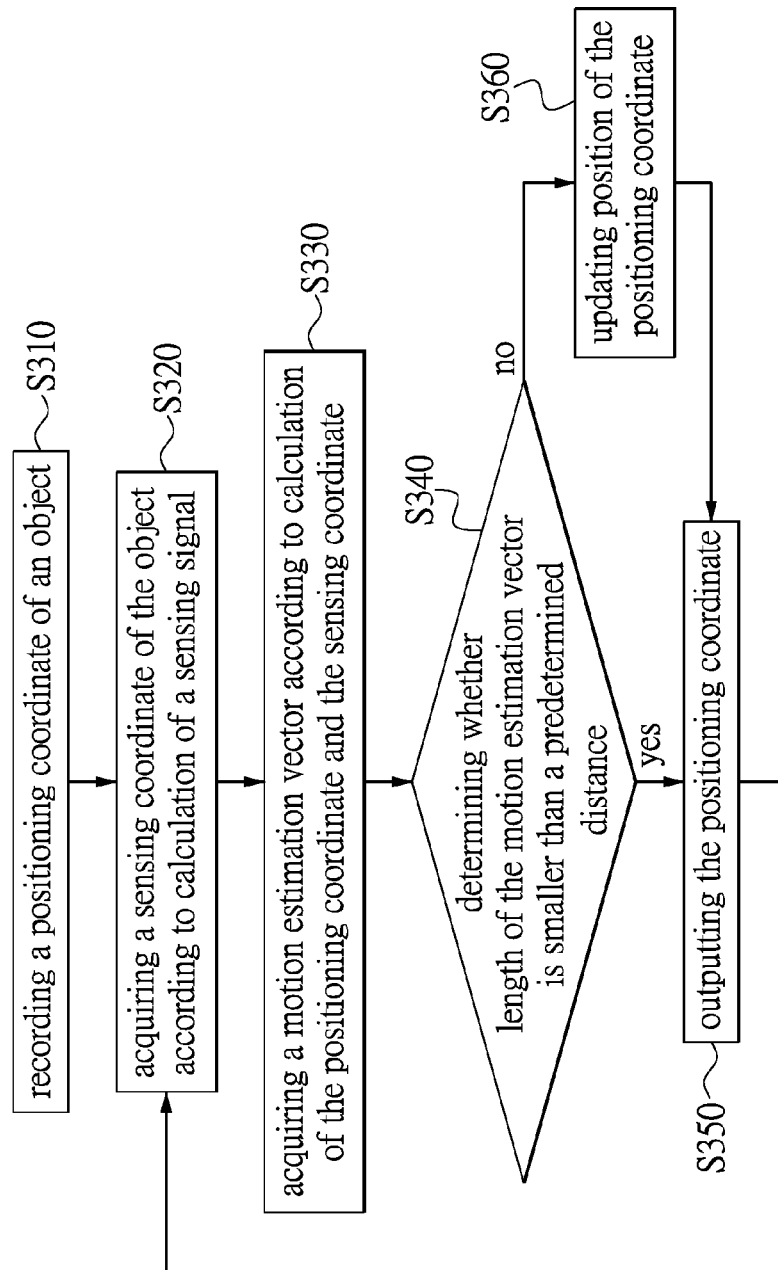 recording a positioning coordinate of an object
S310
acquiring a sensing coordinate of the object
according to calculation of a sensing signal
S320
acquiring a motion estimation vector according to calculation
of the positioning coordinate and the sensing coordinate
S330
determining whether
length of the motion estimation vector
is smaller than a predetermined
distance
S340
no
yes
updating position of the
positioning coordinate
S360
outputting the positioning coordinate
S350